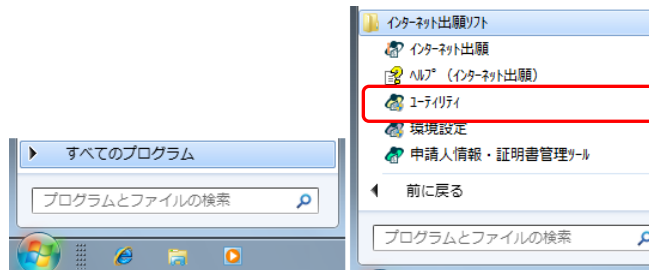 すべてのプログラム
プログラムとファイルの検索
インターネット出願ソフト
インターネット出願
ヘルプ (インターネット出願)
ユーティリティ
環境設定
申請人情報・証明書管理ツール
前に戻る
プログラムとファイルの検索